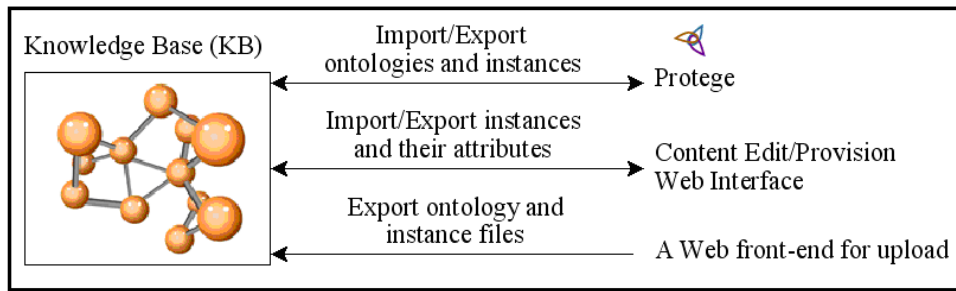 Knowledge Base (KB)
Import/Export
ontologies and instances
Protege
Import/Export instances
and their attributes
Content Edit/Provision
Web Interface
Export ontology and
instance files
A Web front-end for upload